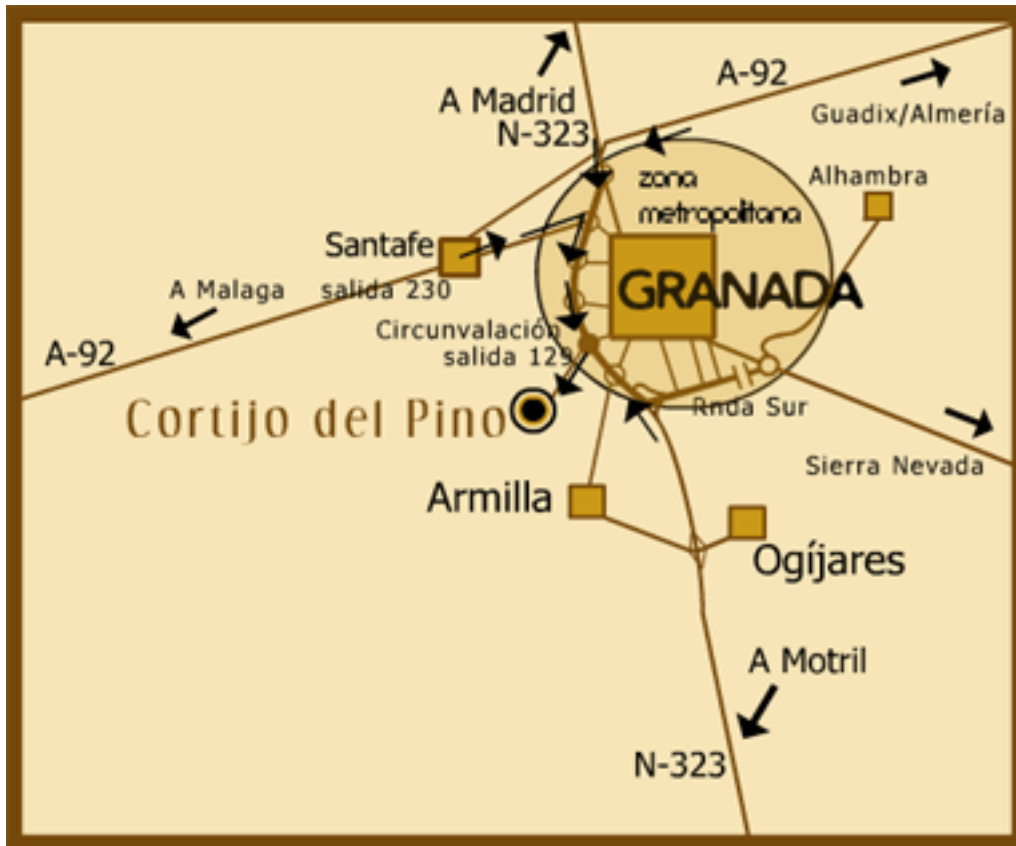 A-92
A Madrid
N-323
Guadix/Almería
zona
metropolitana
Alhambra
Santafe
salida 230
A Malaga
GRANADA
Circunvalación
salida 129
A-92
Cortijo del Pino
Rnda Sur
Sierra Nevada
Armilla
Ogíjares
A Motril
N-323